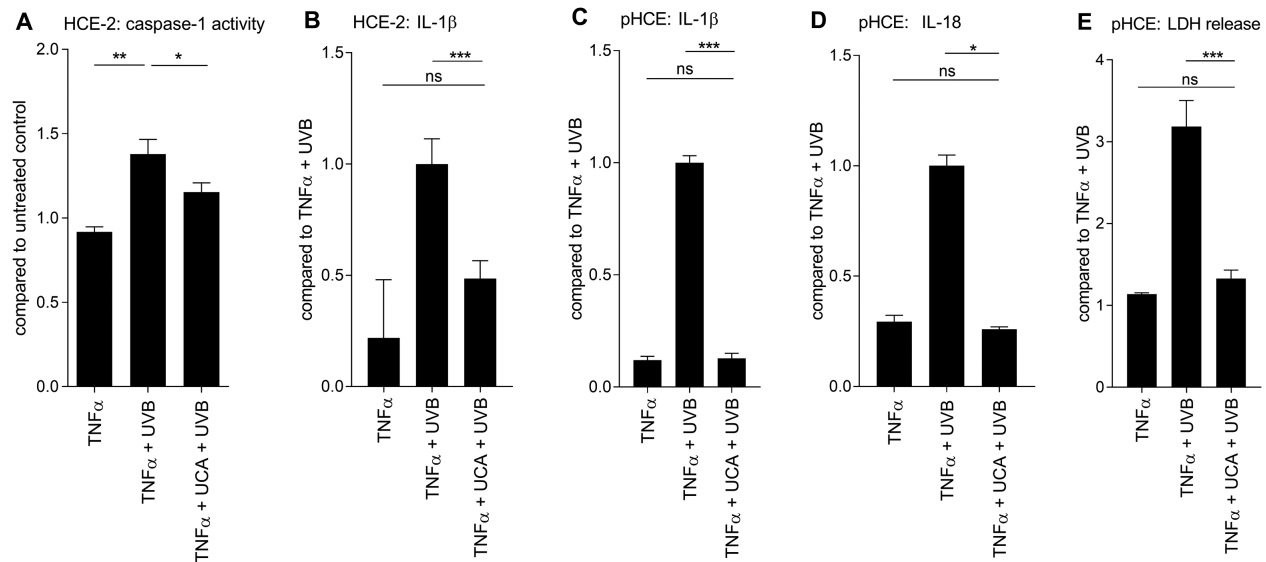 A HCE-2: caspase-1 activity
compared to untreated control
2.0
1.5
1.0
0.5
0.0
**
*
TNFα
TNFα + UVB
TNFα + UCA + UVB
B HCE-2: IL-1β
compared to TNFα + UVB
1.5
1.0
0.5
0.0
***
ns
TNFα
TNFα + UVB
TNFα + UCA + UVB
C pHCE: IL-1β
compared to TNFα + UVB
1.5
1.0
0.5
0.0
***
ns
TNFα
TNFα + UVB
TNFα + UCA + UVB
D pHCE: IL-18
compared to TNFα + UVB
1.5
1.0
0.5
0.0
*
ns
TNFα
TNFα + UVB
TNFα + UCA + UVB
E pHCE: LDH release
compared to TNFα + UVB
4
3
2
1
0
***
ns
TNFα
TNFα + UVB
TNFα + UCA + UVB